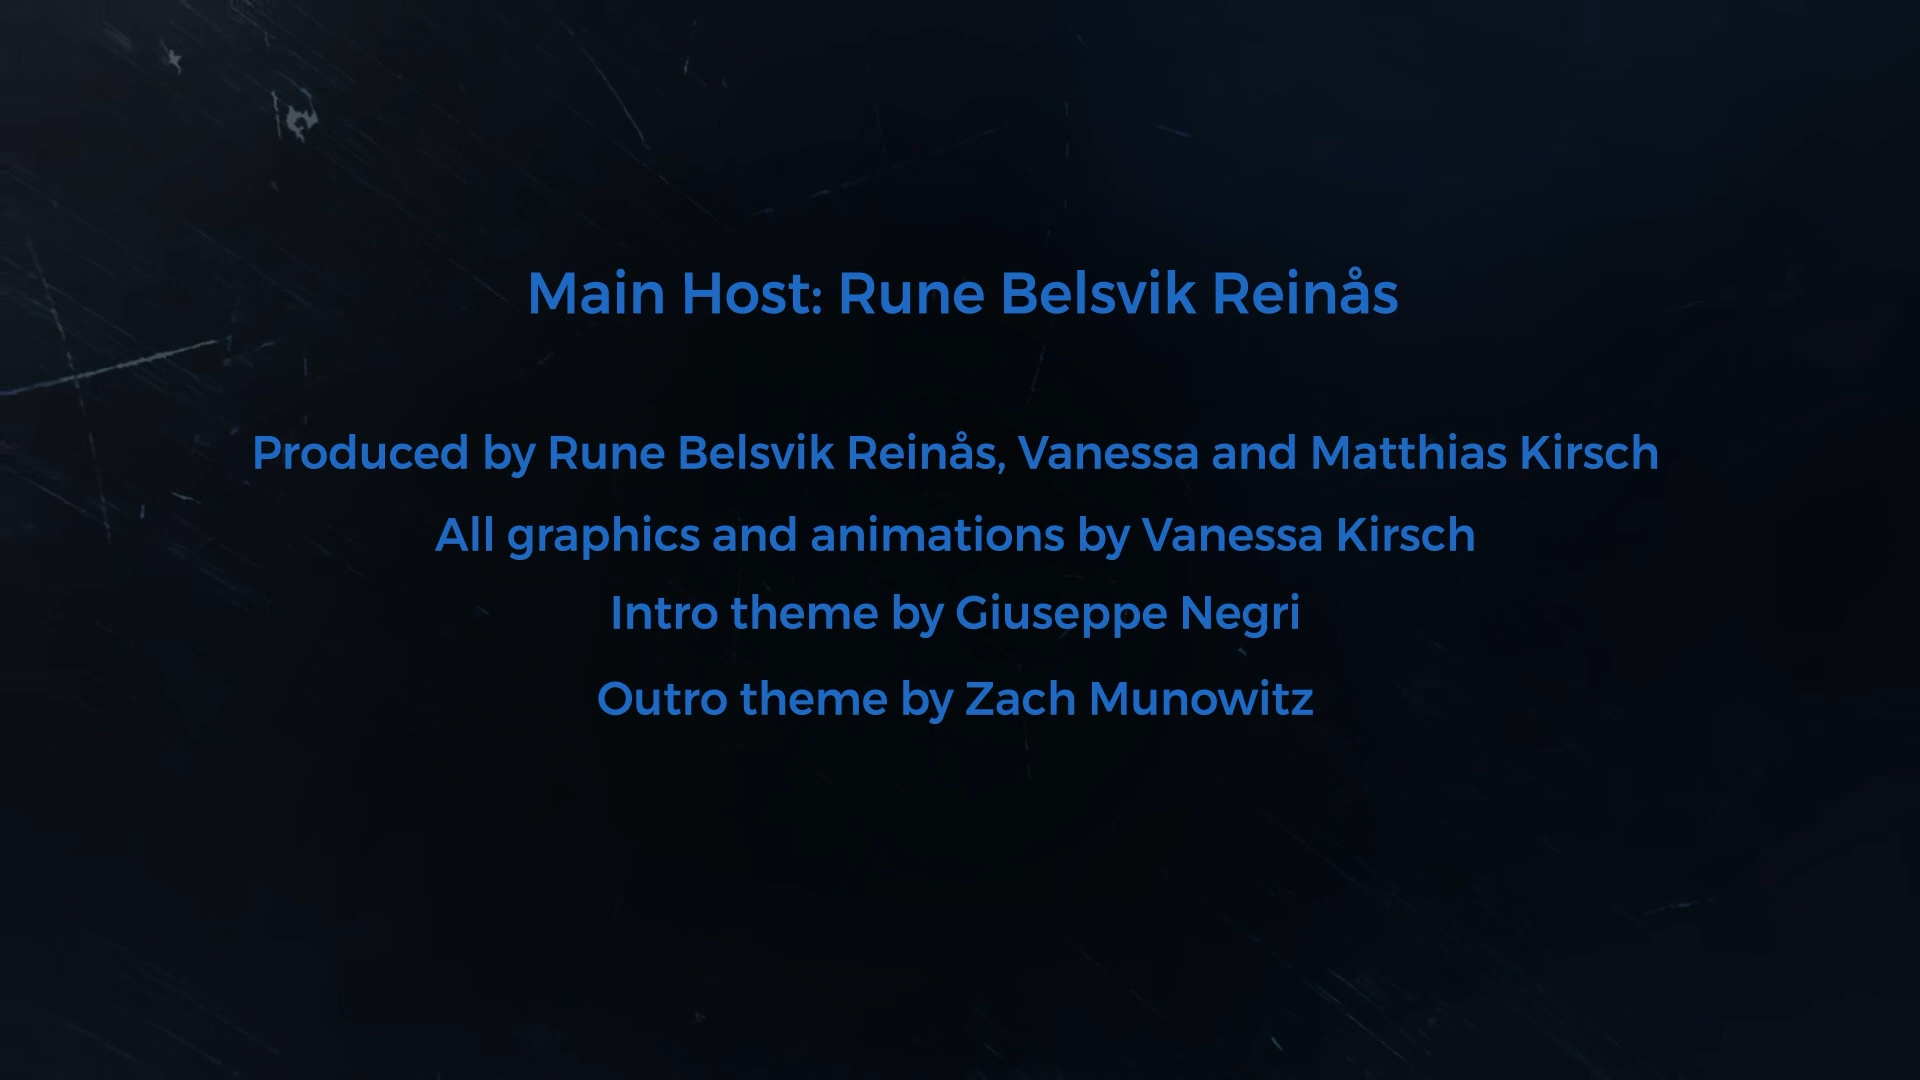 Main Host: Rune Belsvik Reinås
Produced by Rune Belsvik Reinås, Vanessa and Matthias Kirsch
All graphics and animations by Vanessa Kirsch
Intro theme by Giuseppe Negri
Outro theme by Zach Munowitz